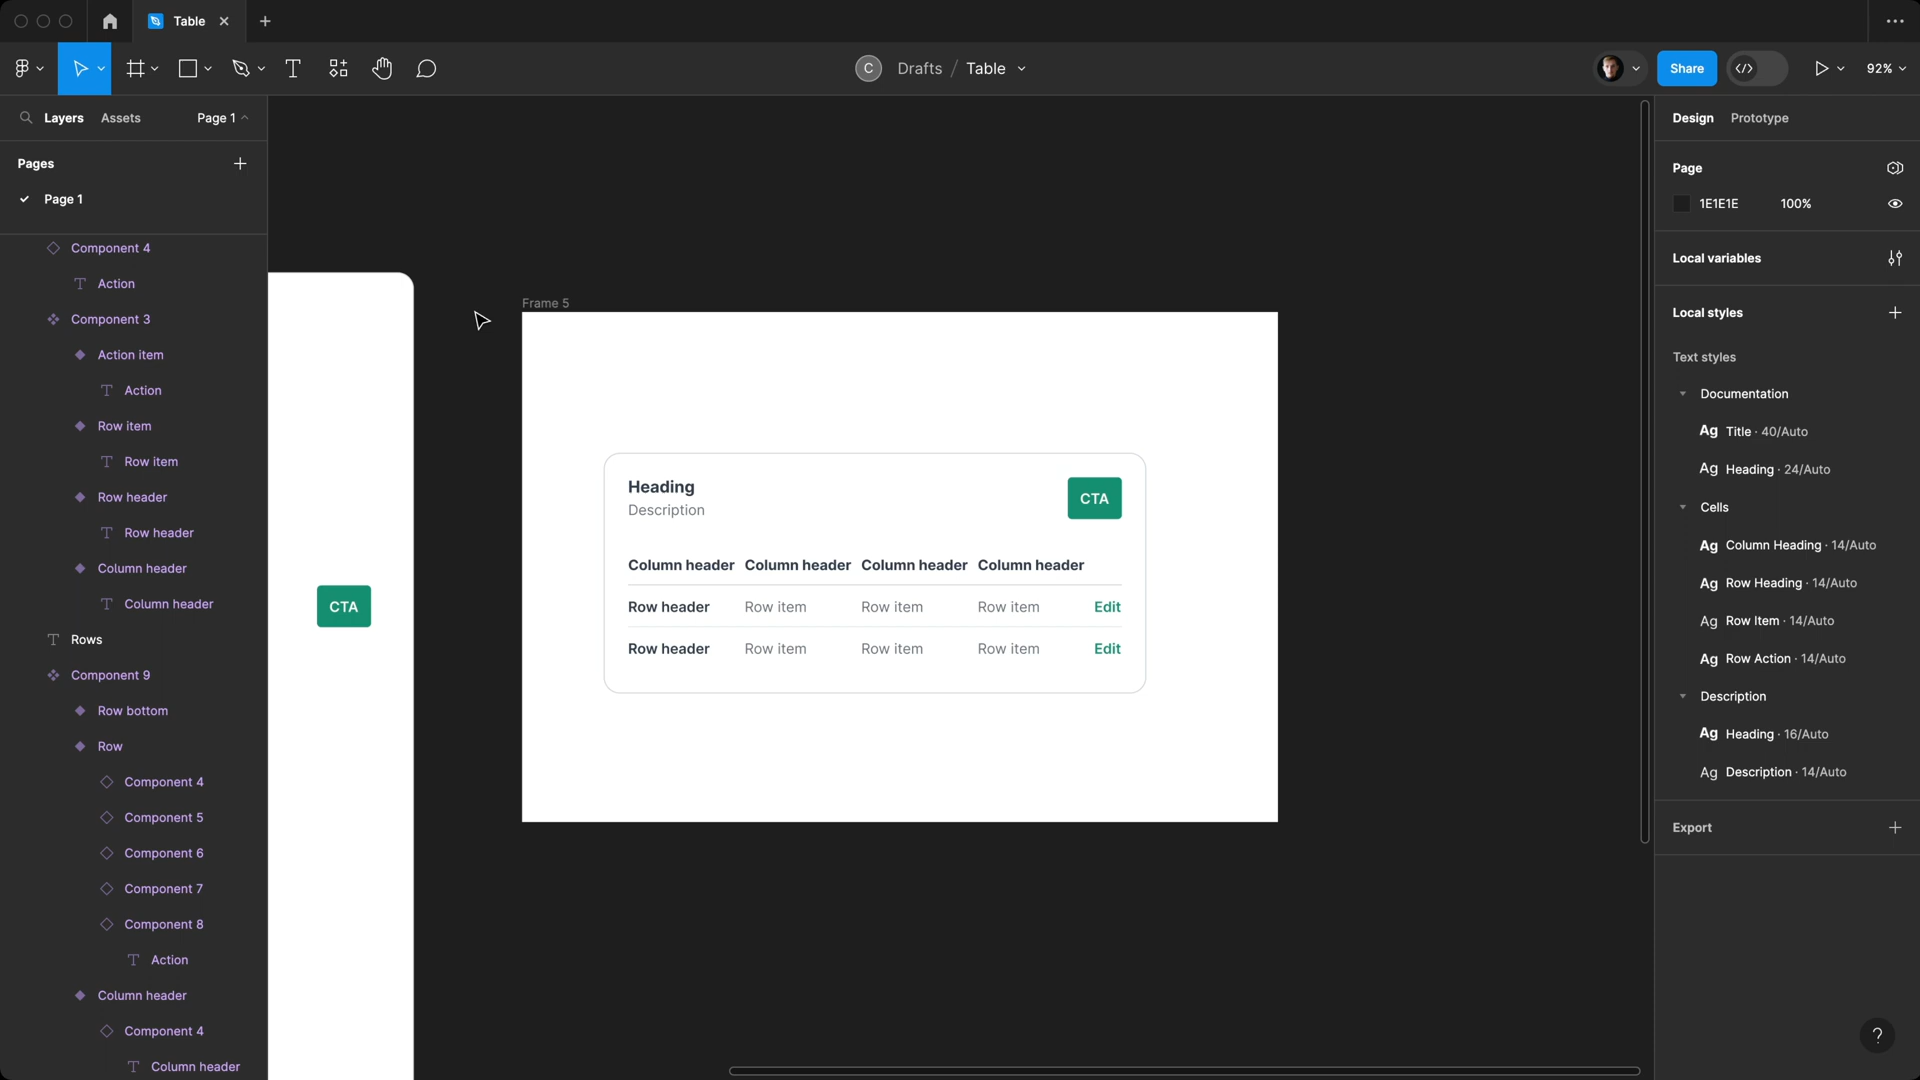 Table
C
Drafts / Table
Share
92%
Layers
Assets
Page 1
Pages
Page 1
Component 4
Action
Component 3
Action item
Action
Row item
Row item
Row header
Row header
Column header
Column header
Rows
Component 9
Row bottom
Row
Component 4
Component 5
Component 6
Component 7
Component 8
Action
Column header
Component 4
Column header
CTA
Frame 5
Heading
Description
CTA
Column header Column header Column header Column header
Row header Row item Row item Row item Edit
Row header Row item Row item Row item Edit
Design
Prototype
Page
1E1E1E 100%
Local variables
Local styles
Text styles
Documentation
Ag Title · 40/Auto
Ag Heading · 24/Auto
Cells
Ag Column Heading · 14/Auto
Ag Row Heading · 14/Auto
Ag Row Item · 14/Auto
Ag Row Action · 14/Auto
Description
Ag Heading · 16/Auto
Ag Description · 14/Auto
Export
?